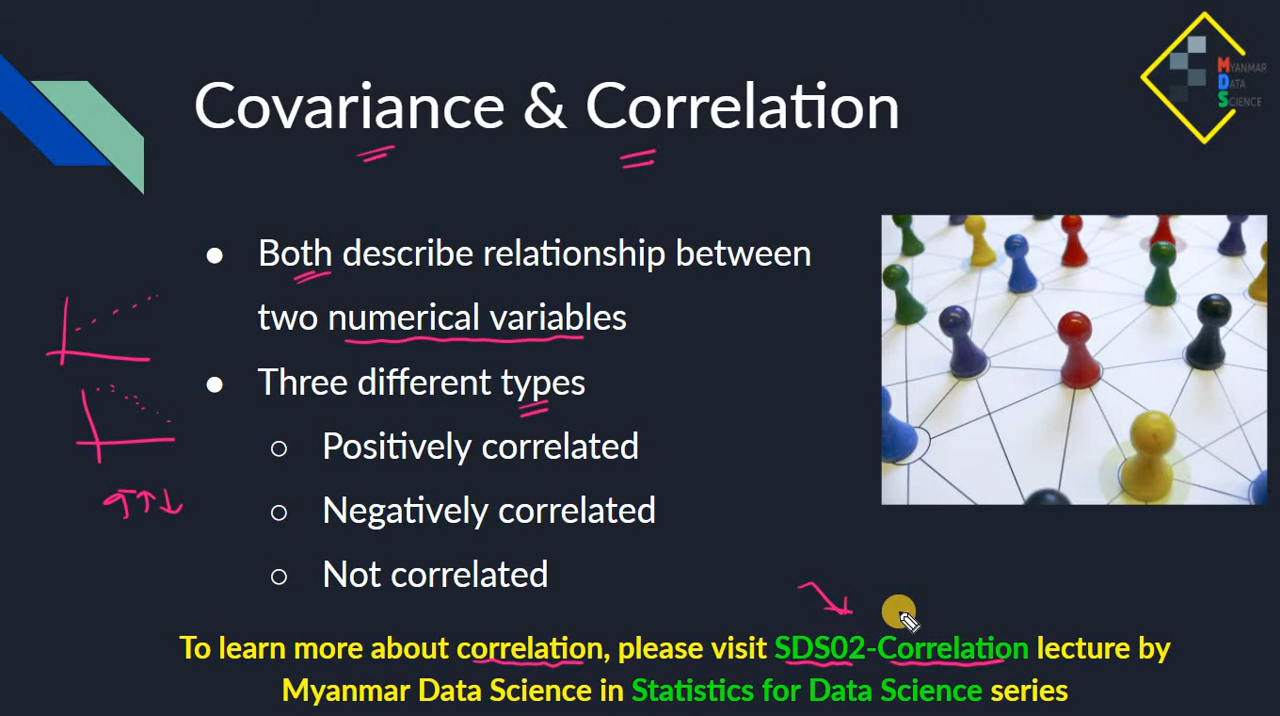 MYANMAR
DATA
SCIENCE
Covariance & Correlation
● Both describe relationship between
two numerical variables
● Three different types
○ Positively correlated
○ Negatively correlated
○ Not correlated
To learn more about correlation, please visit SDS02-Correlation lecture by
Myanmar Data Science in Statistics for Data Science series